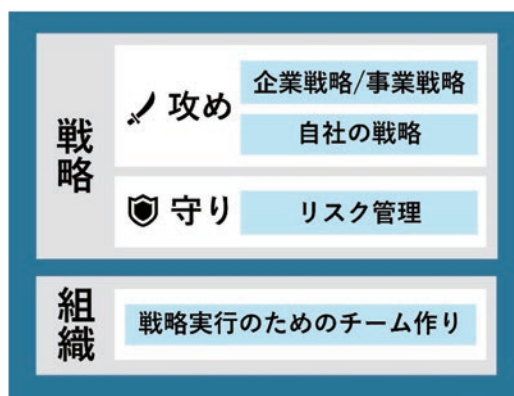 戦略
攻め
企業戦略/事業戦略
自社の戦略
守り
リスク管理
組織
戦略実行のためのチーム作り